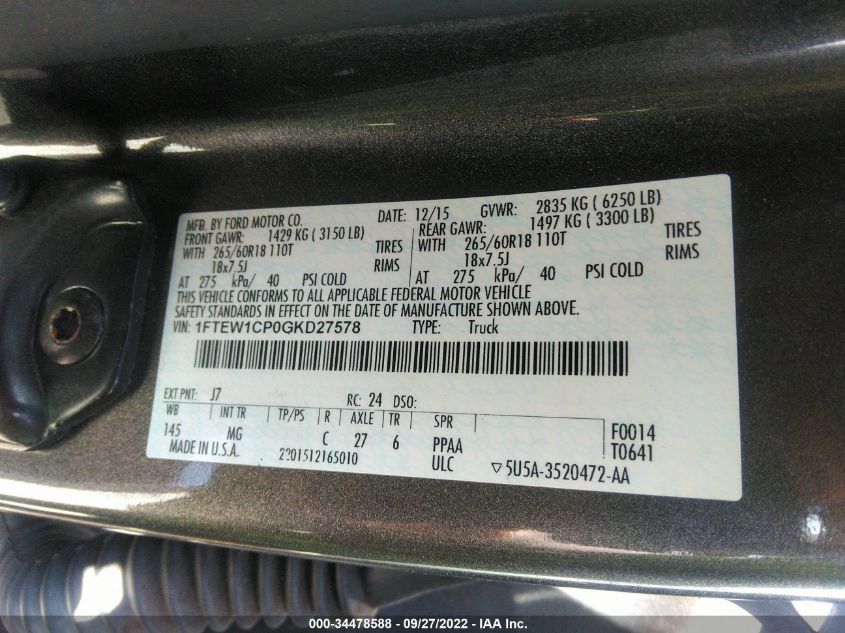 MFD. BY FORD MOTOR CO.
DATE: 12/15 GVWR: 2835 KG ( 6250 LB)
FRONT GAWR: 1429 KG ( 3150 LB)
REAR GAWR: 1497 KG ( 3300 LB)
WITH 265/60R18 110T TIRES
WITH 265/60R18 110T TIRES
18x7.5J RIMS
18x7.5J RIMS
AT 275 kPa/ 40 PSI COLD
AT 275 kPa/ 40 PSI COLD
THIS VEHICLE CONFORMS TO ALL APPLICABLE FEDERAL MOTOR VEHICLE
SAFETY STANDARDS IN EFFECT ON THE DATE OF MANUFACTURE SHOWN ABOVE.
VIN: 1FTEW1CP0GKD27578 TYPE: Truck
EXT PNT: J7 RC: 24 DSO:
WB INT TR TP/PS R AXLE TR SPR
145 MG C 27 6 PPAA F0014
MADE IN U.S.A. 2201512165010 ULC T0641
5U5A-3520472-AA
000-34478588 - 09/27/2022 - IAA Inc.